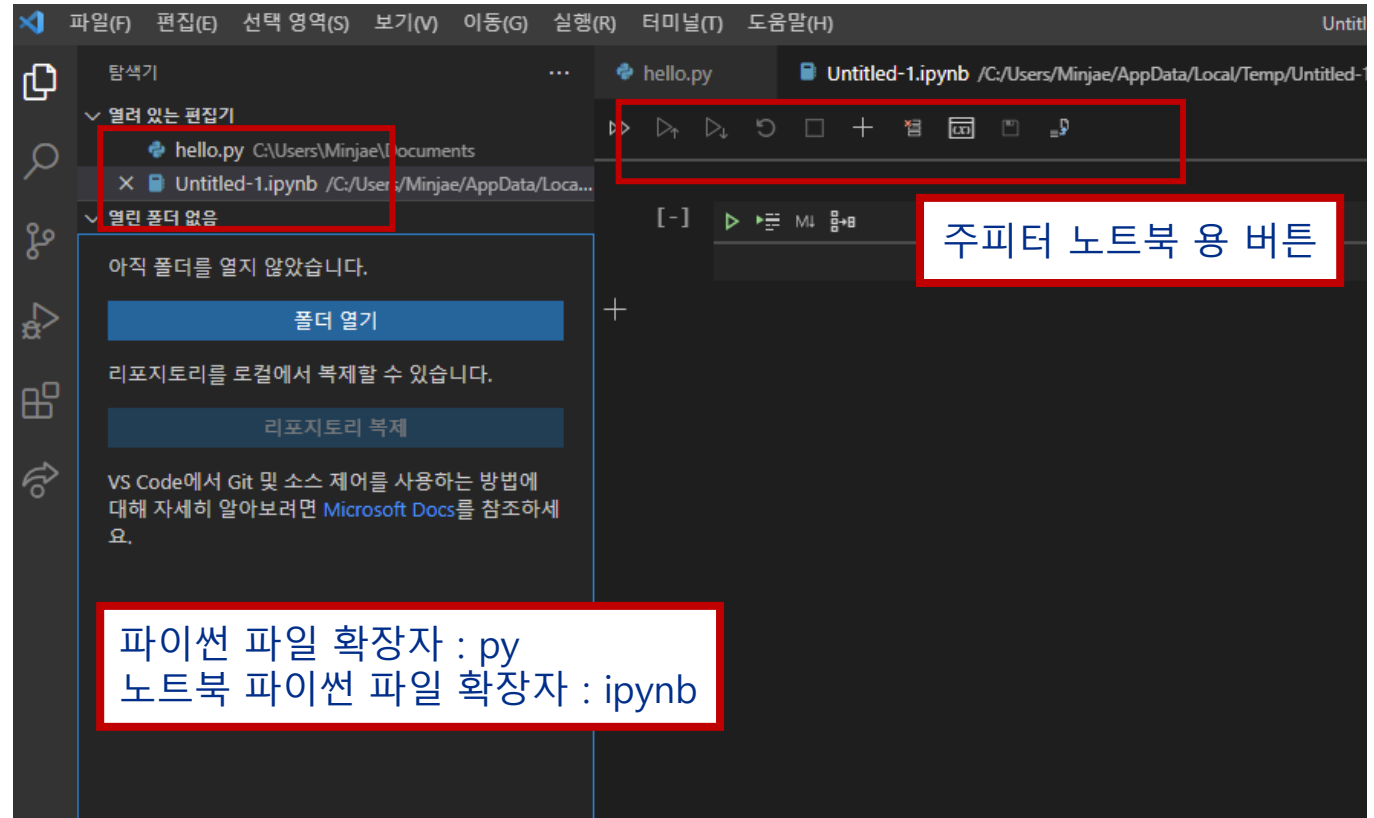 파일(F) 편집(E) 선택 영역(S) 보기(V) 이동(G) 실행(R) 터미널(T) 도움말(H) Untitl
탐색기 ···
hello.py Untitled-1.ipynb /C:/Users/Minjae/AppData/Local/Temp/Untitled-1
열려 있는 편집기
hello.py C:\Users\Minjae\Documents
Untitled-1.ipynb /C:/Users/Minjae/AppData/Loca...
열린 폴더 없음
[-] M↓
주피터 노트북 용 버튼
아직 폴더를 열지 않았습니다.
폴더 열기
리포지토리를 로컬에서 복제할 수 있습니다.
리포지토리 복제
VS Code에서 Git 및 소스 제어를 사용하는 방법에
대해 자세히 알아보려면 Microsoft Docs를 참조하세
요.
파이썬 파일 확장자 : py
노트북 파이썬 파일 확장자 : ipynb